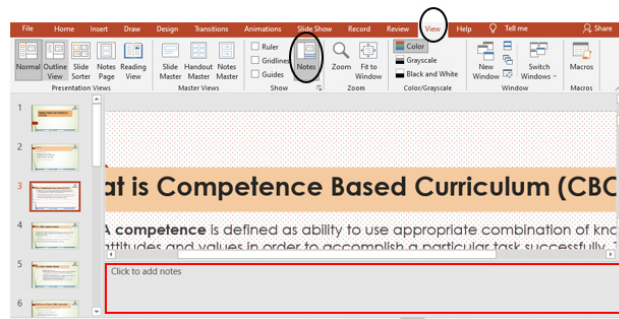 File Home Insert Draw Design Transitions Animations Slide Show Record Review View Help Tell me Share
Normal Outline View Slide Sorter Notes Page Reading View
Presentation Views
Slide Master Handout Master Notes Master
Master Views
Ruler
Gridlines
Guides
Notes
Show
Zoom Fit to Window
Zoom
Color
Grayscale
Black and White
Color/Grayscale
New Window Switch Windows
Window
Macros
Macros
1
2
3
4
5
6
at is Competence Based Curriculum (CBC
A competence is defined as ability to use appropriate combination of kno
attitudes and values in order to accomplish a particular task successfully.
Click to add notes